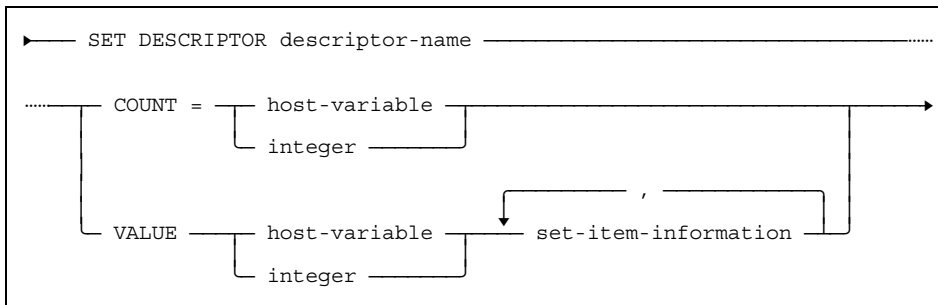 SET DESCRIPTOR descriptor-name
COUNT = host-variable
integer
,
VALUE host-variable set-item-information
integer